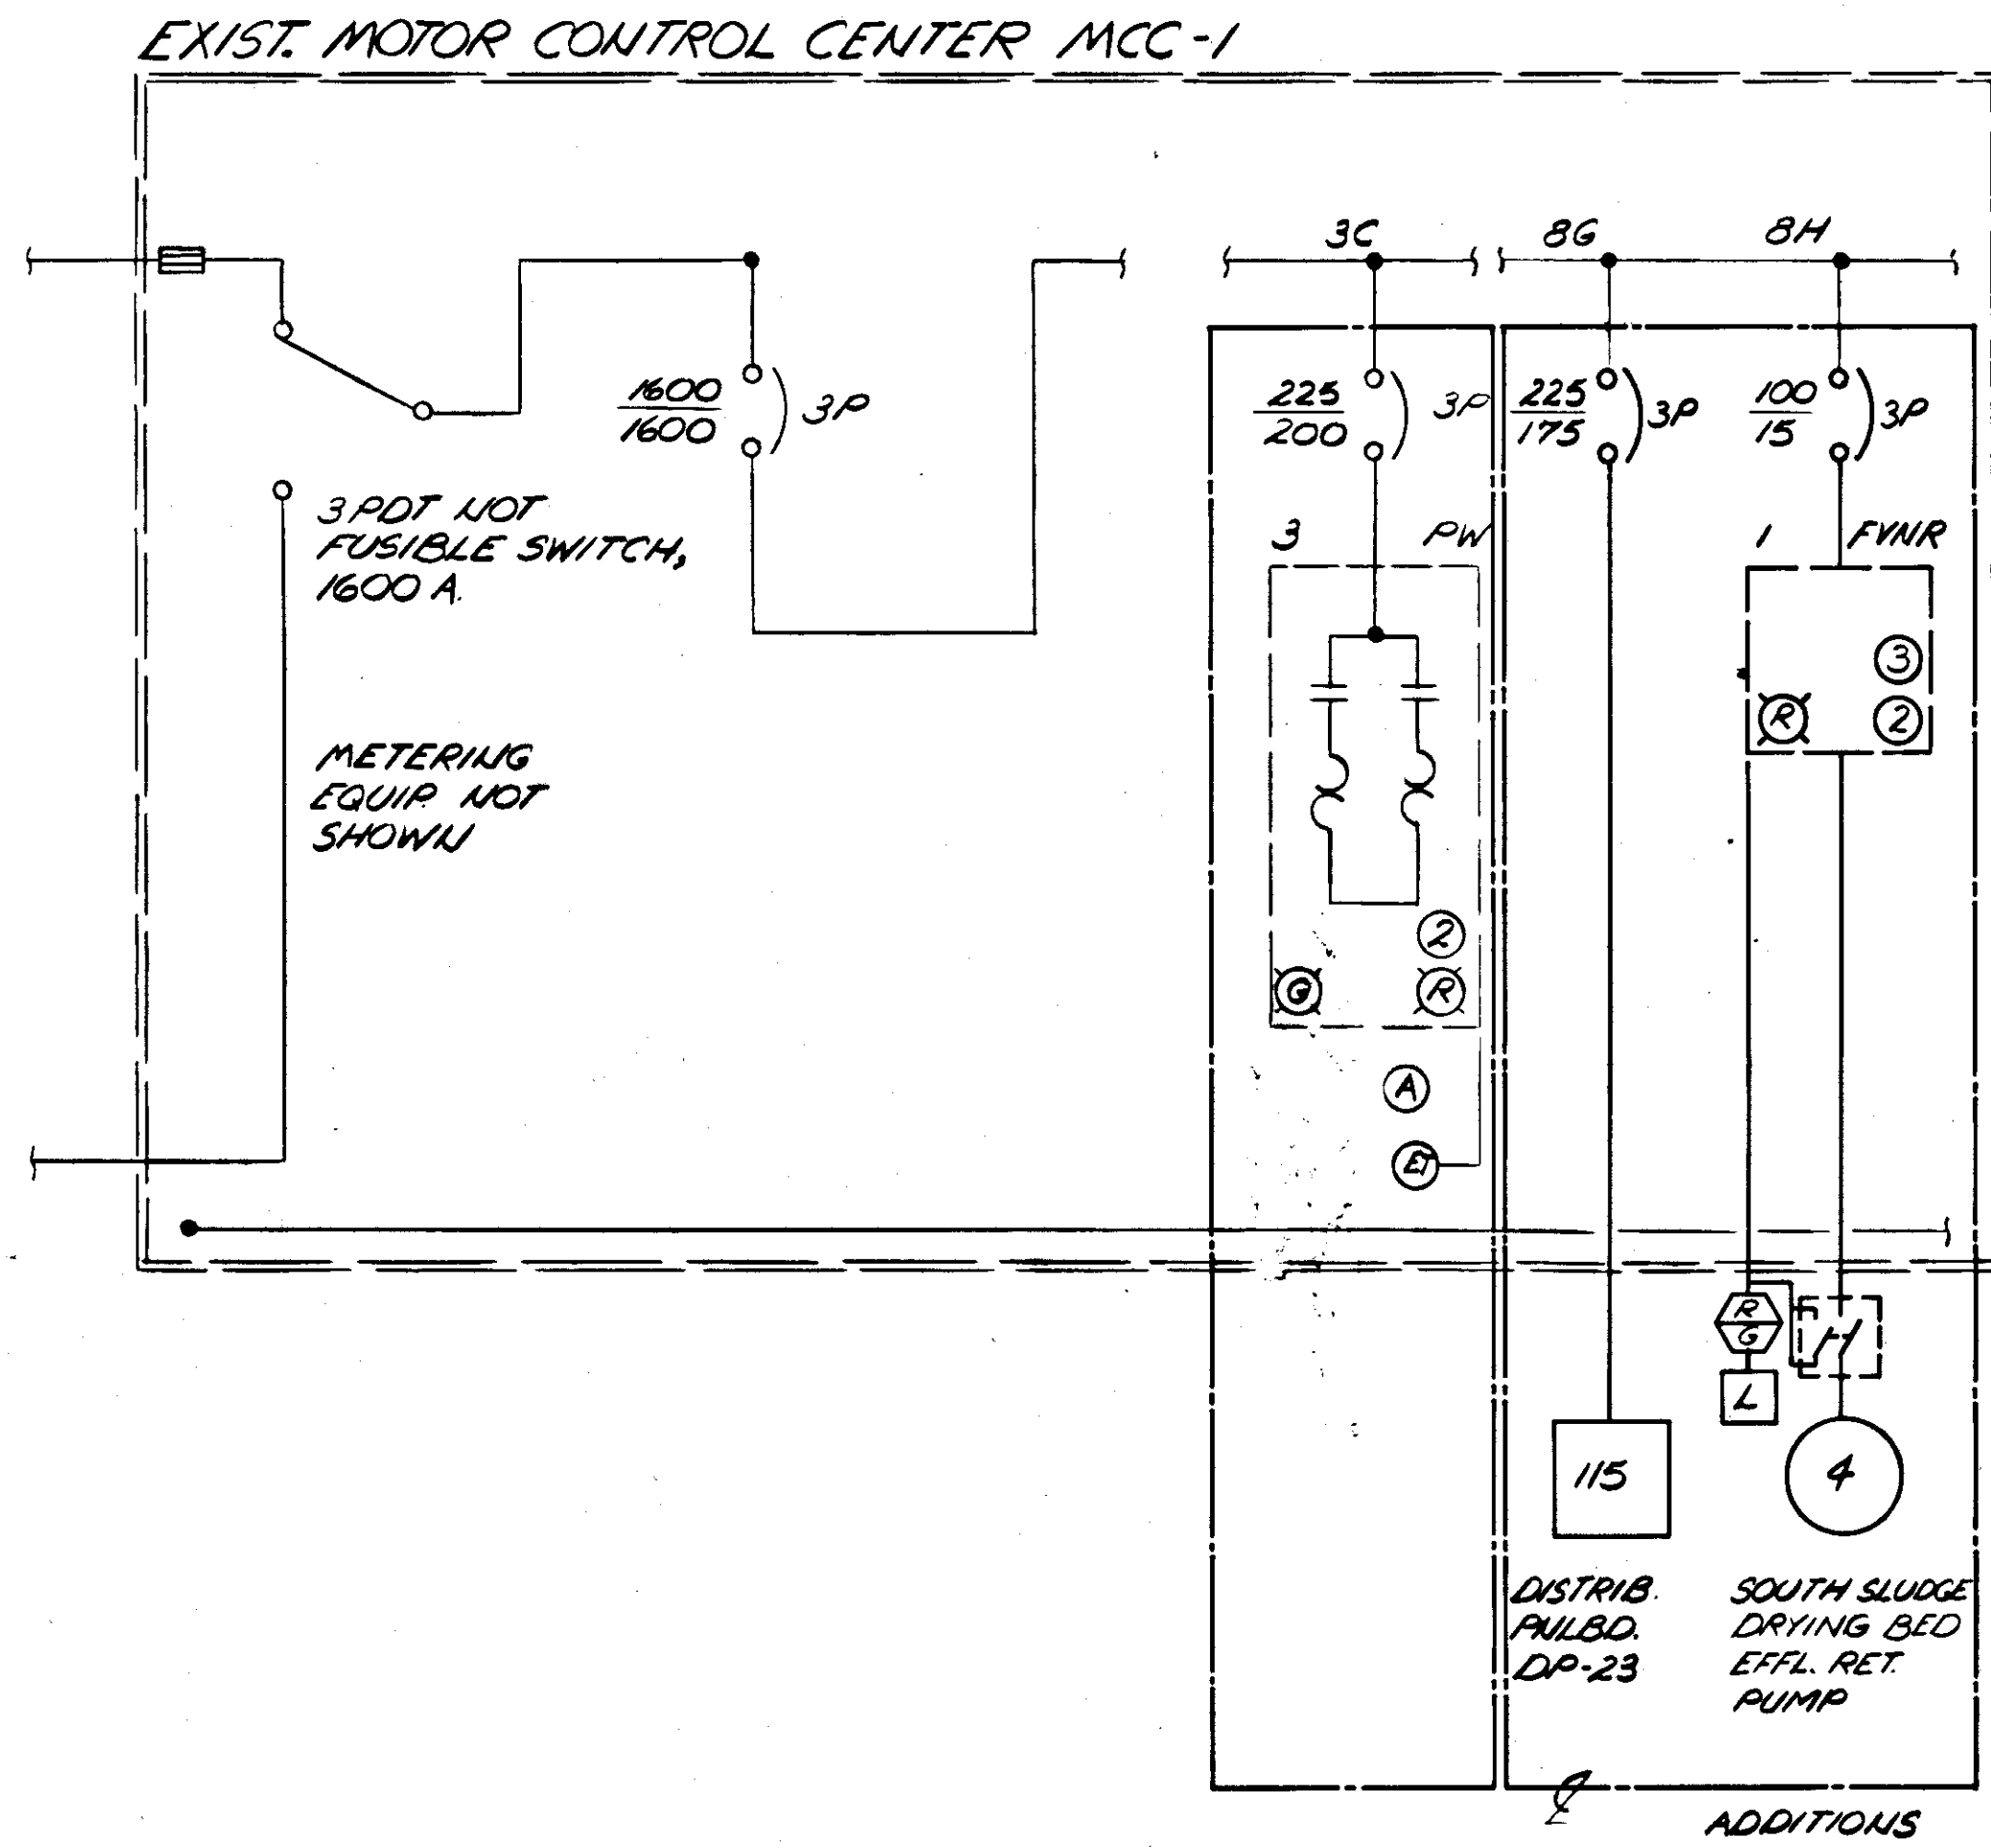 EXIST. MOTOR CONTROL CENTER MCC-1
3C
8G
8H
1600
1600
3P
225
200
3P
225
175
3P
100
15
3P
3PDT NOT
FUSIBLE SWITCH,
1600 A.
3
PW
1
FVNR
3
R
2
METERING
EQUIP. NOT
SHOWN
2
G
R
A
ET
R
G
L
115
4
DISTRIB.
PNLBD.
DP-23
SOUTH SLUDGE
DRYING BED
EFFL. RET.
PUMP
ADDITIONS